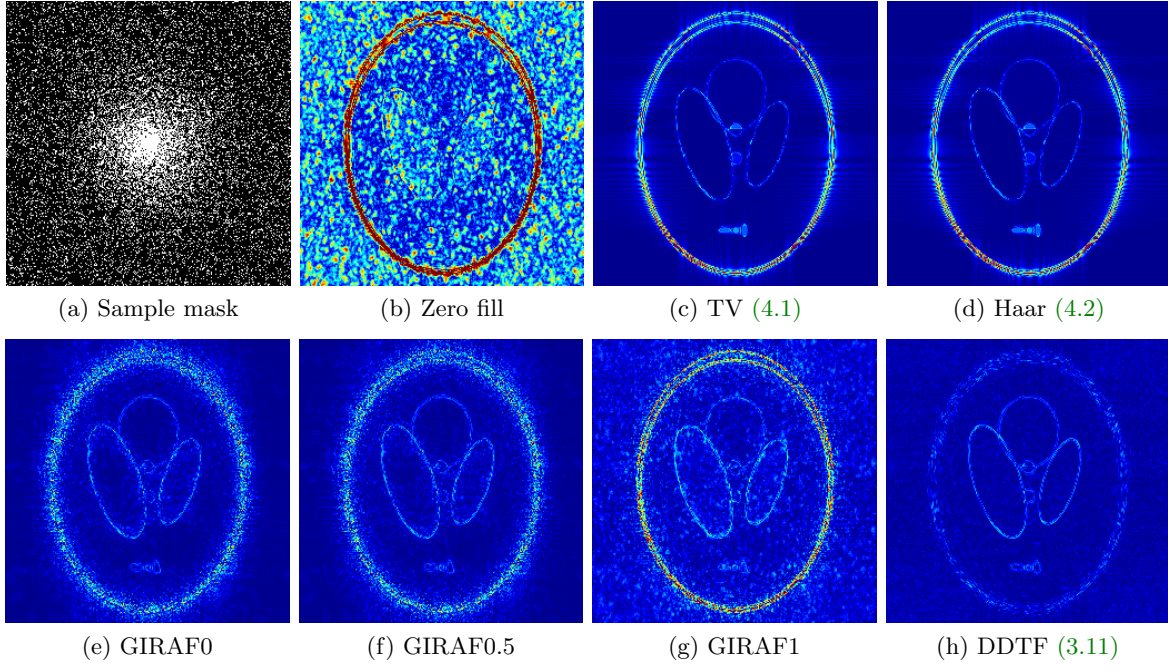 (a) Sample mask
(b) Zero fill
(c) TV (4.1)
(d) Haar (4.2)
(e) GIRAF0
(f) GIRAF0.5
(g) GIRAF1
(h) DDTF (3.11)